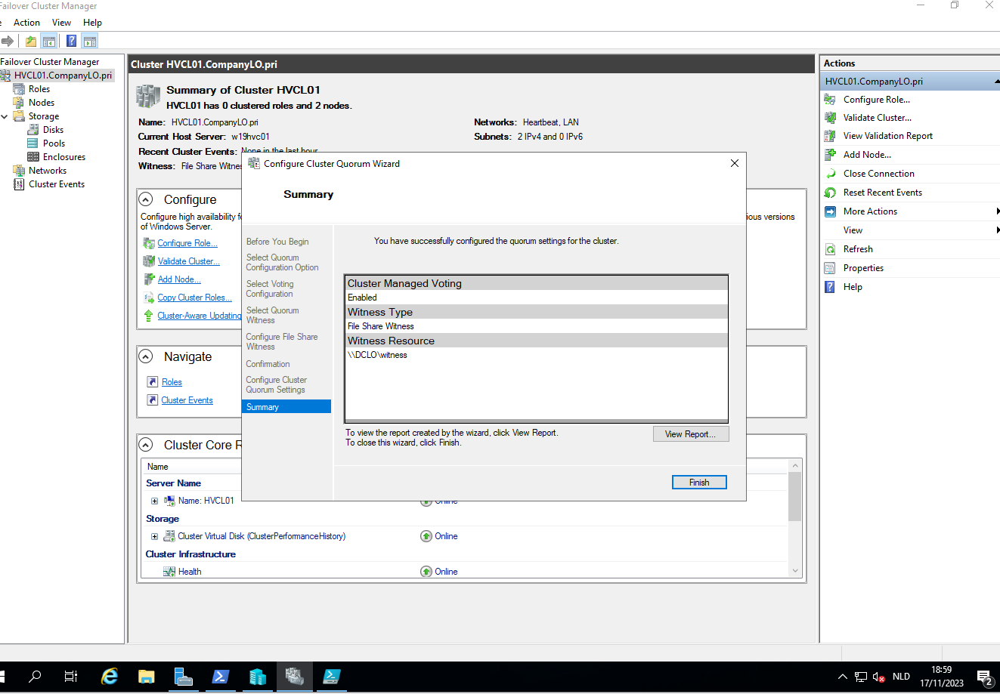 Failover Cluster Manager
Action View Help
Failover Cluster Manager
HVCL01.CompanyLO.pri
Roles
Nodes
Storage
Disks
Pools
Enclosures
Networks
Cluster Events
Cluster HVCL01.CompanyLO.pri
Summary of Cluster HVCL01
HVCL01 has 0 clustered roles and 2 nodes.
Name: HVCL01.CompanyLO.pri
Networks: Heartbeat, LAN
Current Host Server: w19hvc01
Subnets: 2 IPv4 and 0 IPv6
Recent Cluster Events: None in the last hour
Witness: File Share Witnes
Configure
Configure high availability f
ious versions
of Windows Server.
Configure Role...
Validate Cluster...
Add Node...
Copy Cluster Roles...
Cluster-Aware Updating
Navigate
Roles
Cluster Events
Cluster Core R
Name
Server Name
Name: HVCL01
Online
Storage
Cluster Virtual Disk (ClusterPerformanceHistory)
Online
Cluster Infrastructure
Health
Online
Configure Cluster Quorum Wizard
Summary
Before You Begin
Select Quorum
Configuration Option
Select Voting
Configuration
Select Quorum
Witness
Configure File Share
Witness
Confirmation
Configure Cluster
Quorum Settings
Summary
You have successfully configured the quorum settings for the cluster.
Cluster Managed Voting
Enabled
Witness Type
File Share Witness
Witness Resource
\\DCLO\witness
To view the report created by the wizard, click View Report.
To close this wizard, click Finish.
View Report...
Finish
Actions
HVCL01.CompanyLO.pri
Configure Role...
Validate Cluster...
View Validation Report
Add Node...
Close Connection
Reset Recent Events
More Actions
View
Refresh
Properties
Help
NLD
18:59
17/11/2023
2